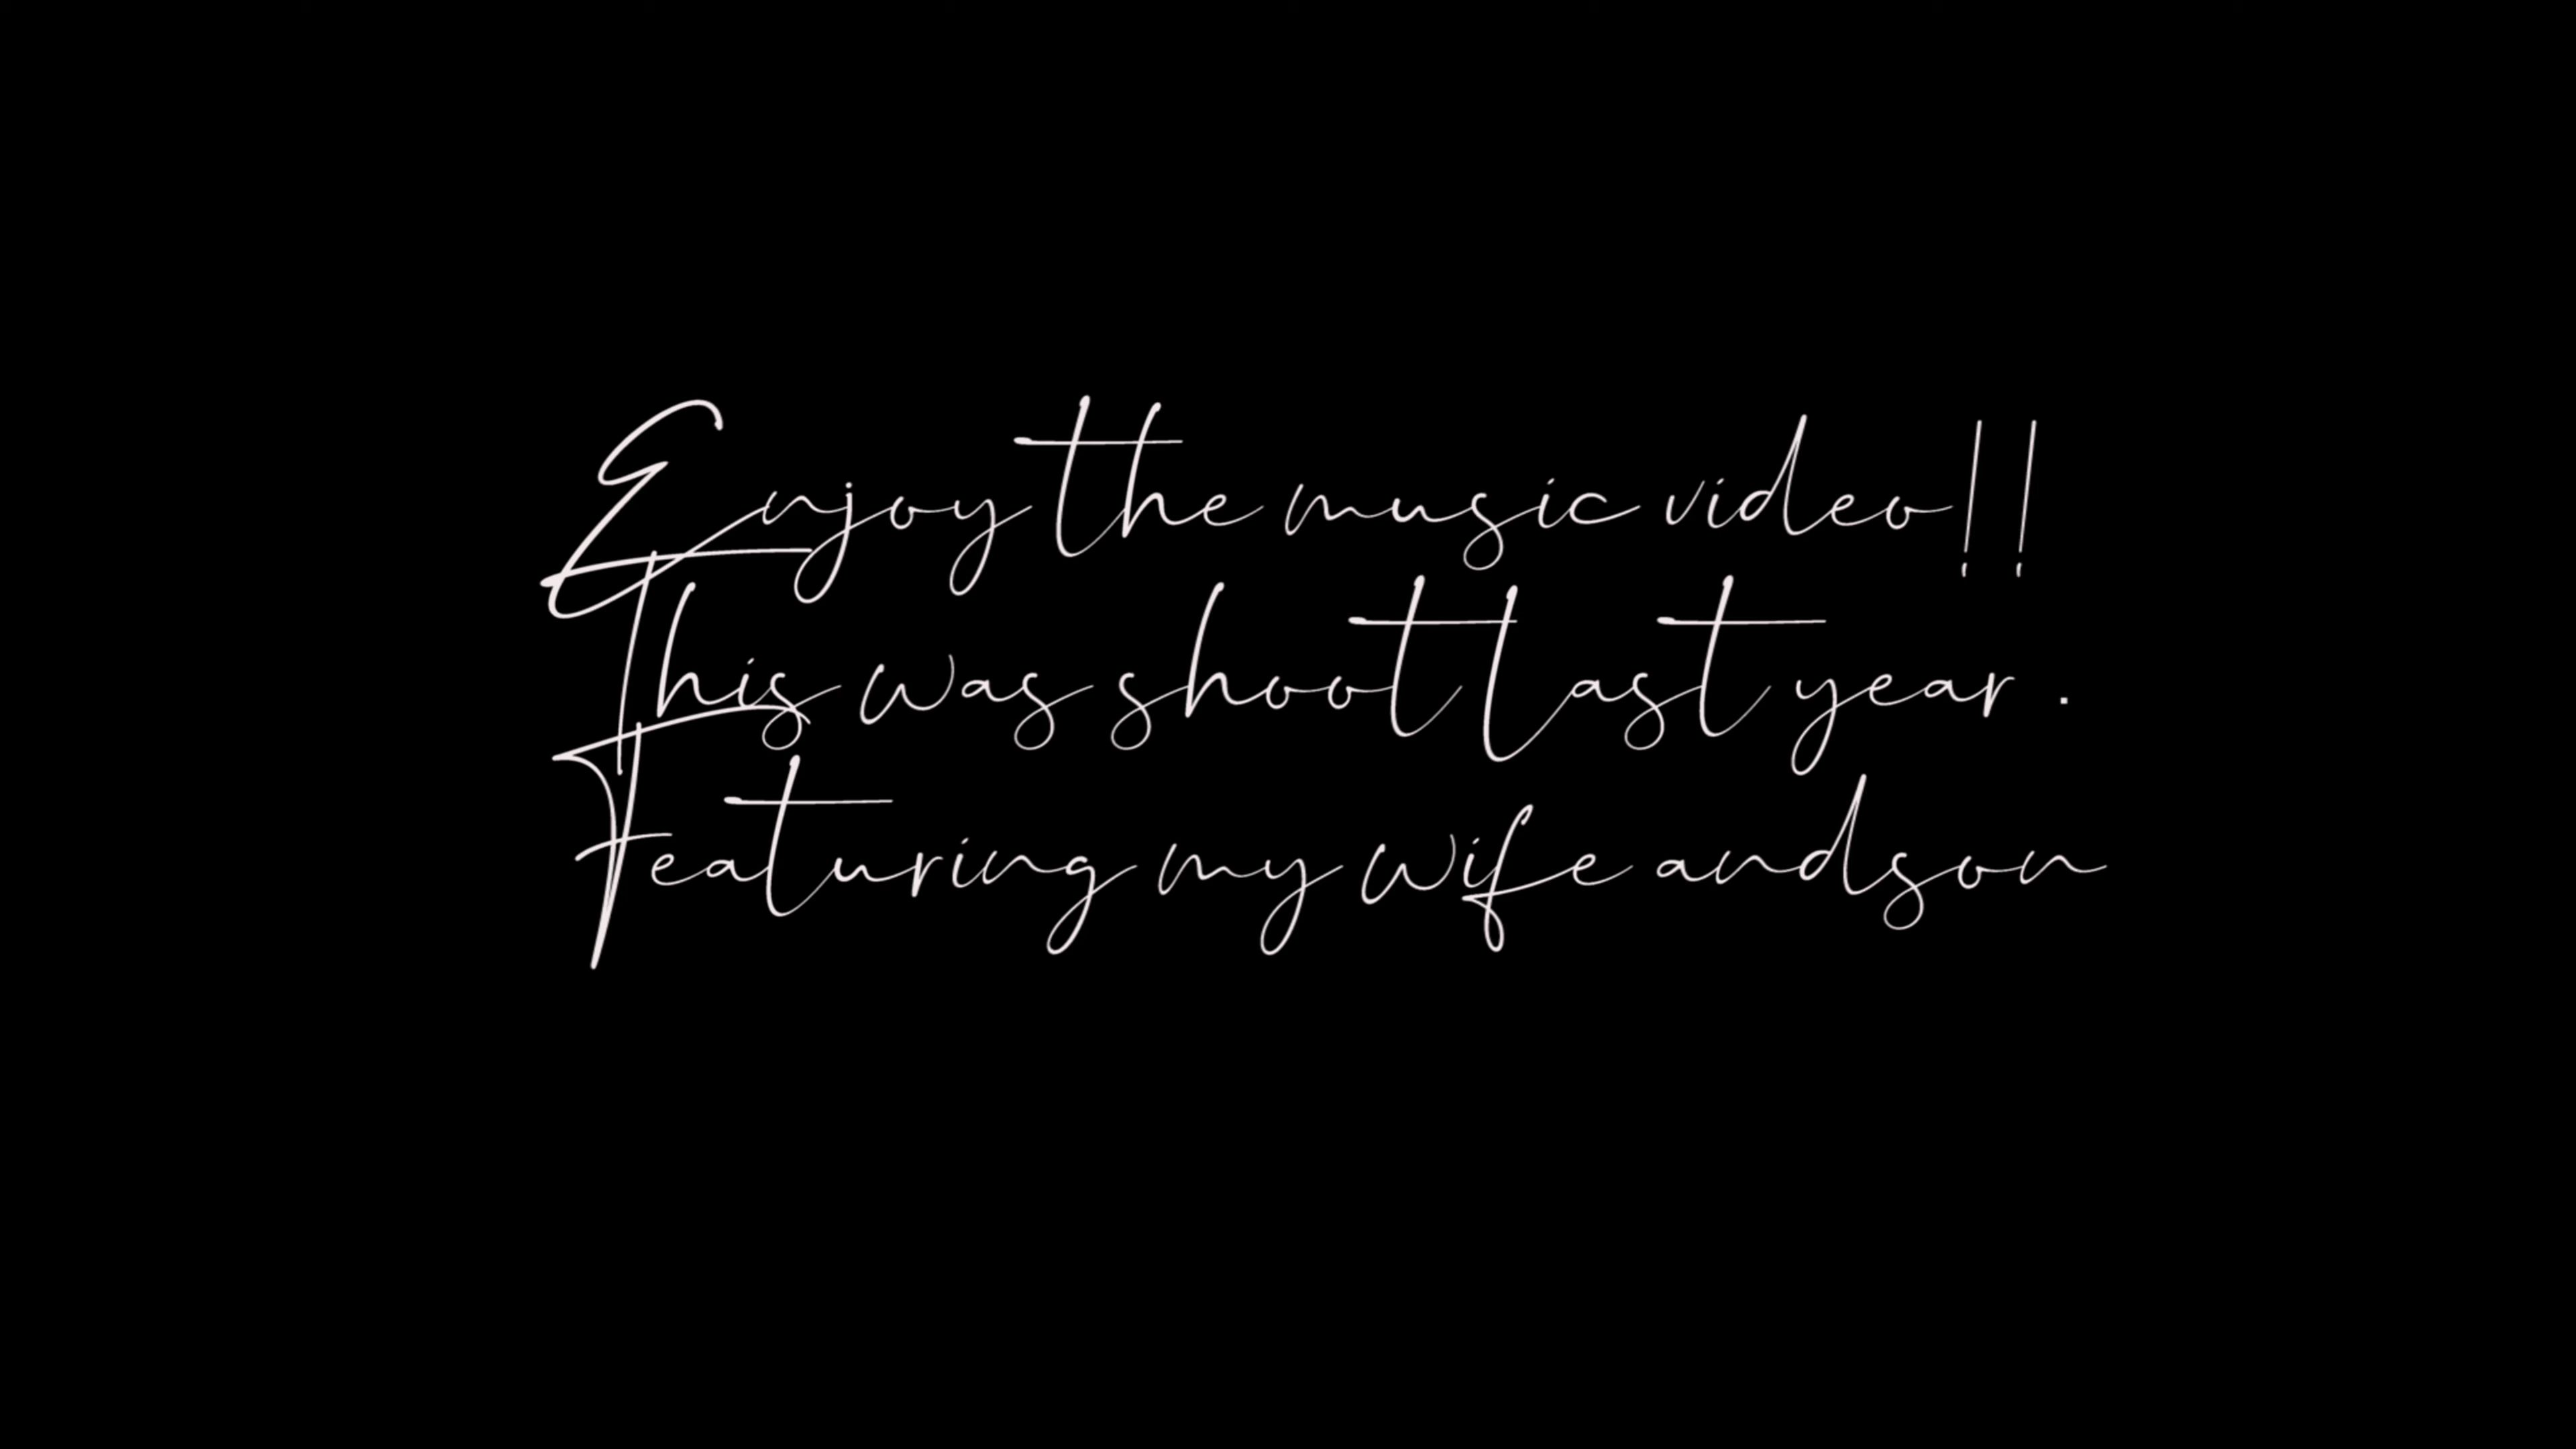 Enjoy the music video!!
This was shoot last year .
Featuring my wife andson